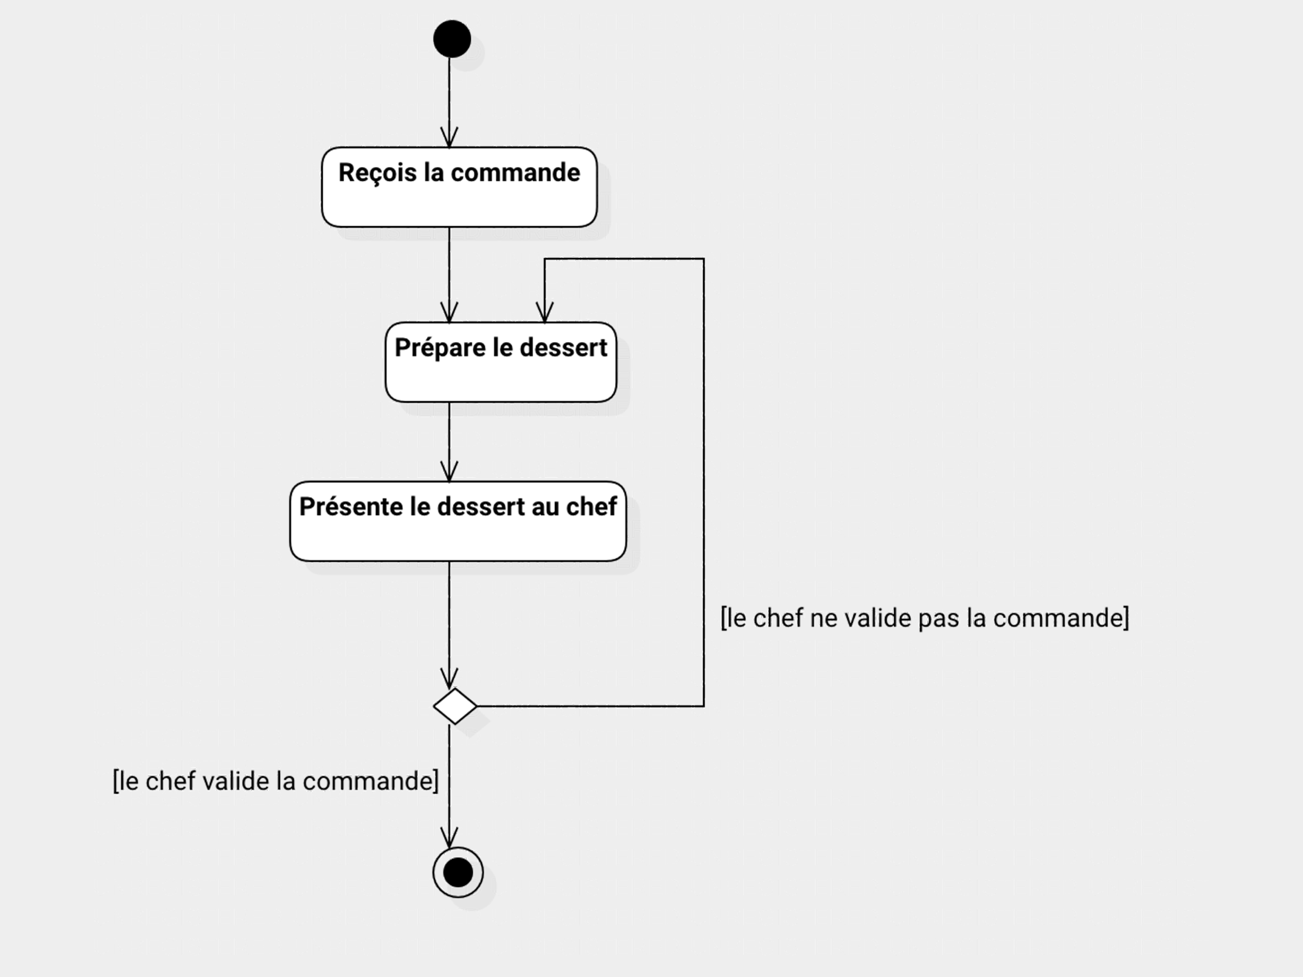 Reçois la commande
Prépare le dessert
Présente le dessert au chef
[le chef ne valide pas la commande]
[le chef valide la commande]